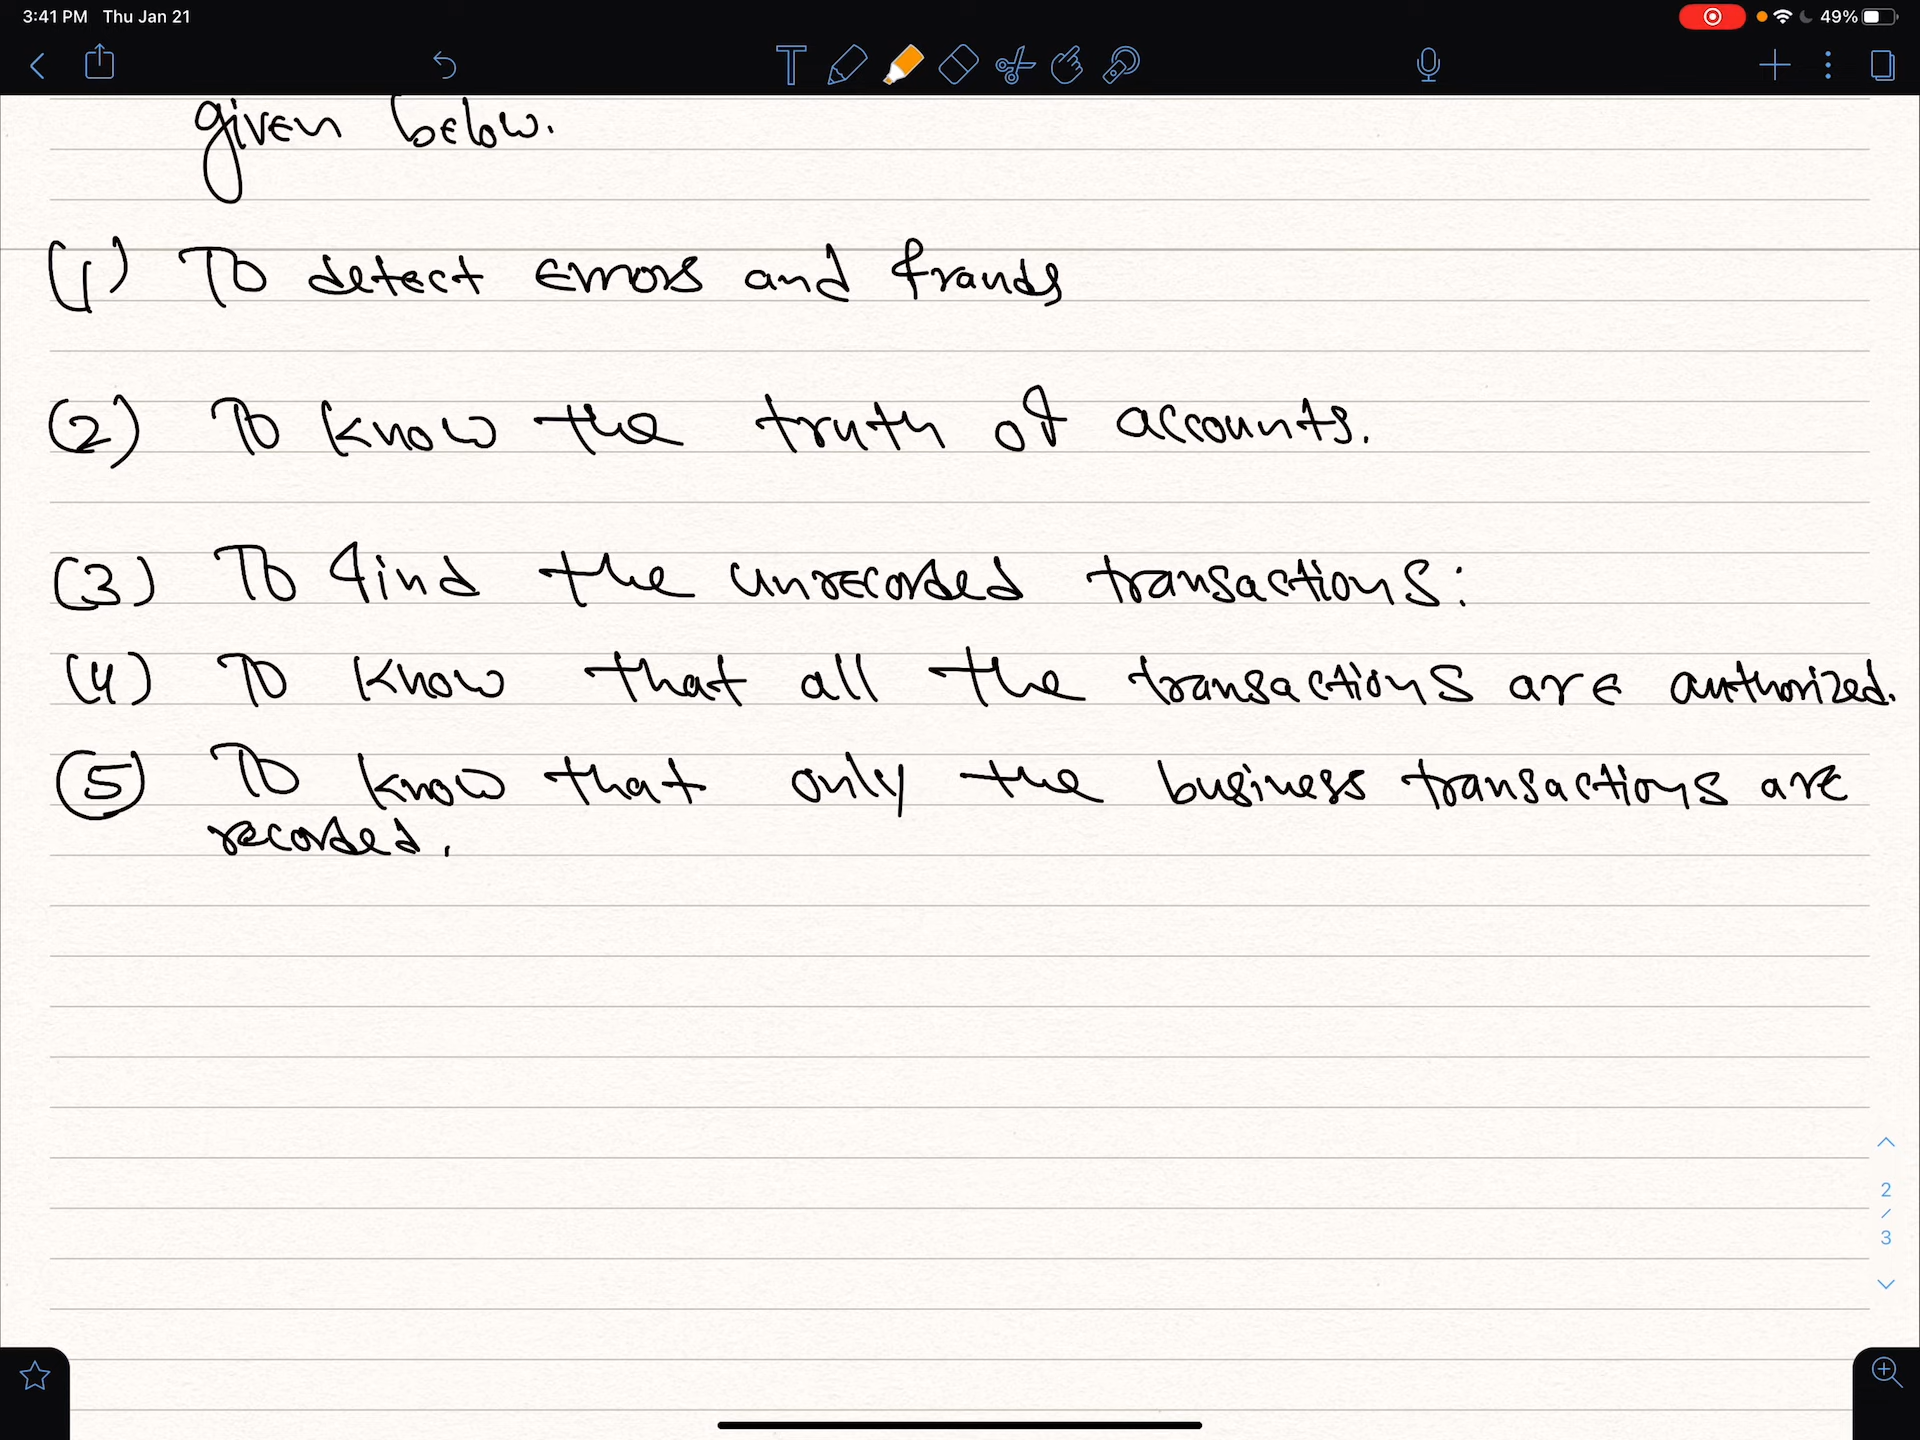 3:41 PM Thu Jan 21 49%
T
given below.
(1) To detect errors and frauds
(2) To know the truth of accounts.
(3) To find the unrecorded transactions:
(4) To know that all the transactions are authorized.
(5) To know that only the business transactions are
recorded.
2
/
3